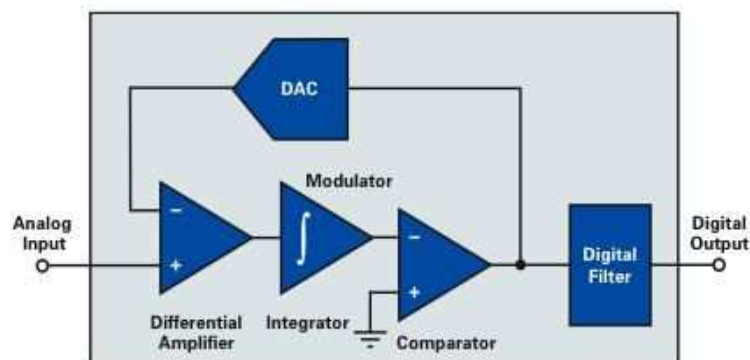 DAC
Modulator
Analog
Input
−
+
∫
−
+
Digital
Filter
Digital
Output
Differential
Amplifier
Integrator
Comparator